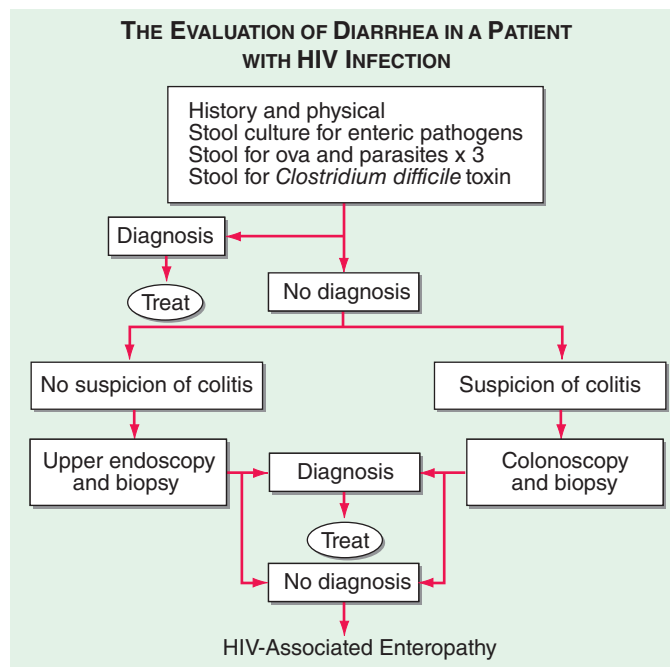 THE EVALUATION OF DIARRHEA IN A PATIENT
WITH HIV INFECTION
History and physical
Stool culture for enteric pathogens
Stool for ova and parasites x 3
Stool for Clostridium difficile toxin
Diagnosis
Treat
No diagnosis
No suspicion of colitis
Suspicion of colitis
Upper endoscopy
and biopsy
Diagnosis
Colonoscopy
and biopsy
Treat
No diagnosis
HIV-Associated Enteropathy